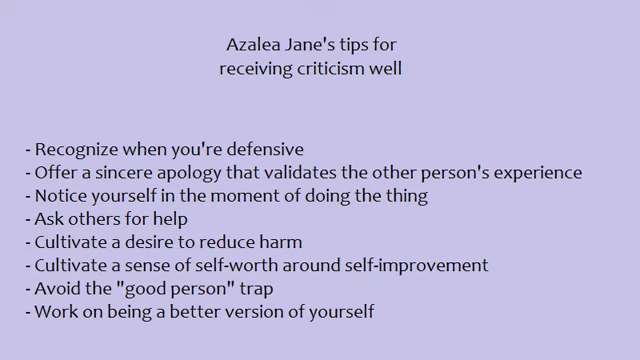 Azalea Jane's tips for
receiving criticism well
- Recognize when you're defensive
- Offer a sincere apology that validates the other person's experience
- Notice yourself in the moment of doing the thing
- Ask others for help
- Cultivate a desire to reduce harm
- Cultivate a sense of self-worth around self-improvement
- Avoid the "good person" trap
- Work on being a better version of yourself